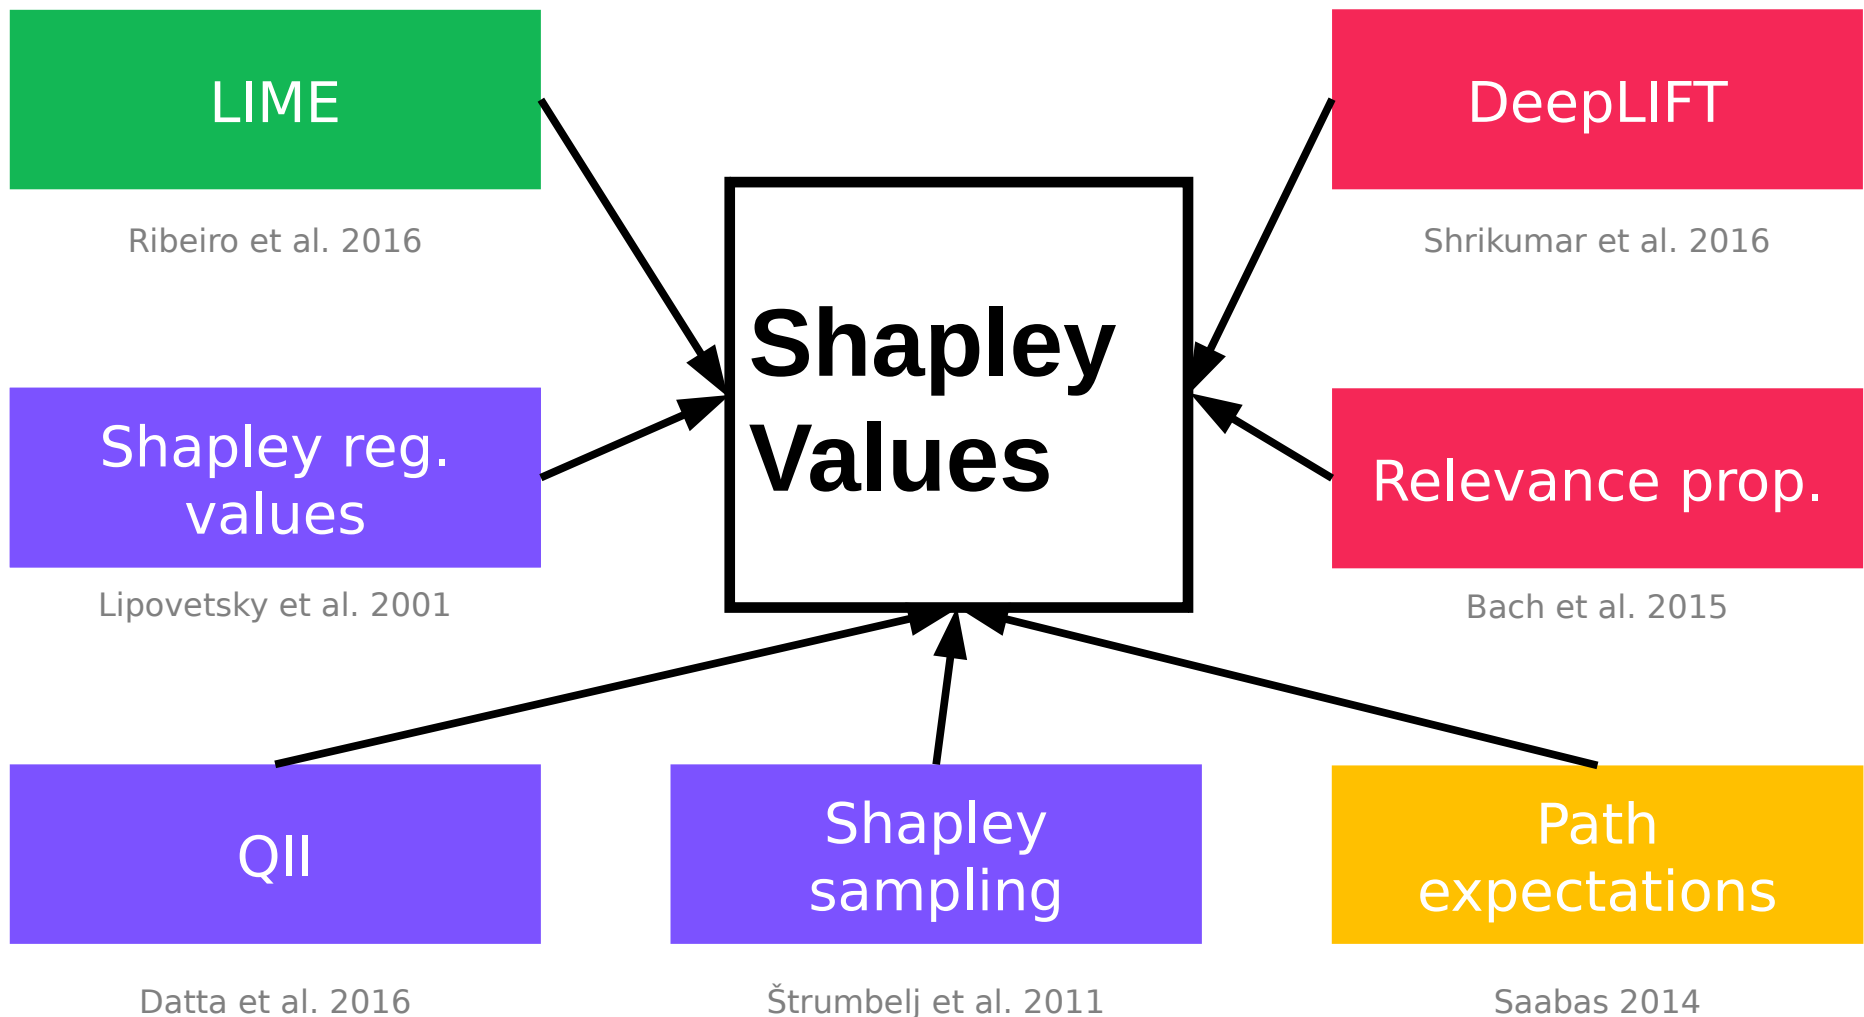 LIME
Ribeiro et al. 2016
DeepLIFT
Shrikumar et al. 2016
Shapley
Values
Shapley reg.
values
Lipovetsky et al. 2001
Relevance prop.
Bach et al. 2015
QII
Datta et al. 2016
Shapley
sampling
Štrumbelj et al. 2011
Path
expectations
Saabas 2014